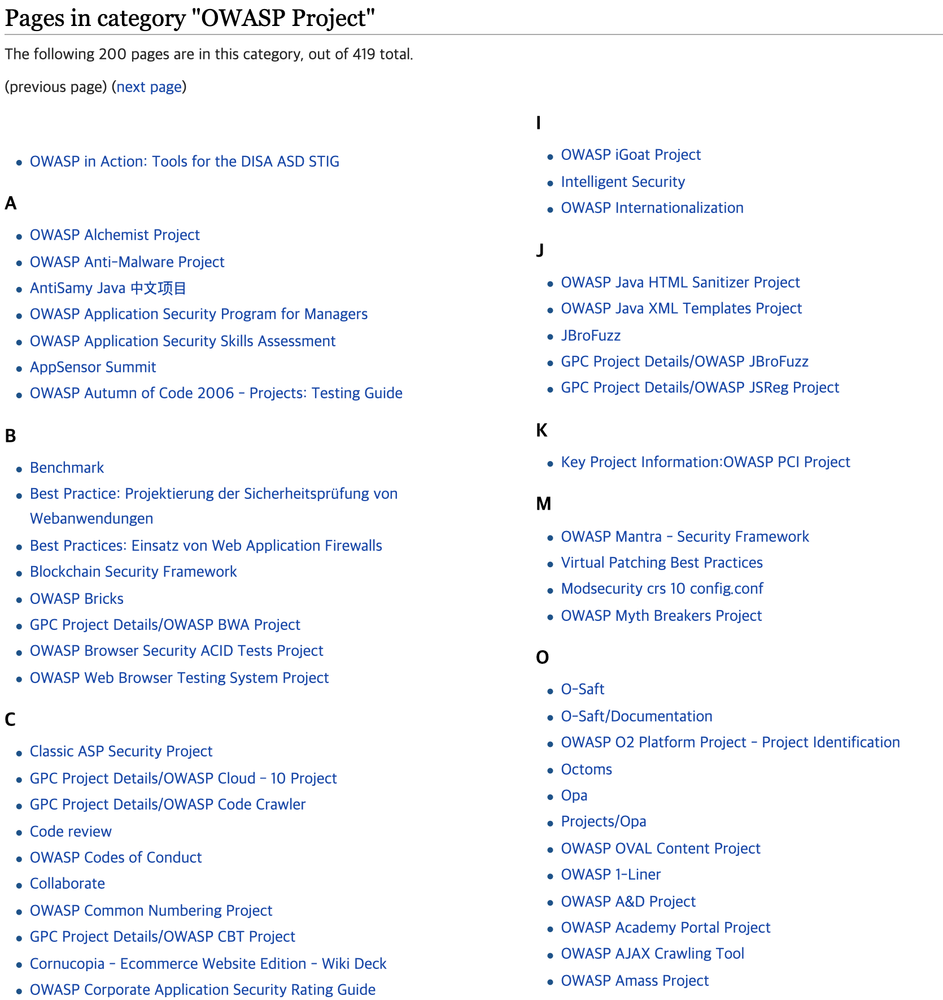 Pages in category "OWASP Project"
The following 200 pages are in this category, out of 419 total.
(previous page) (next page)
OWASP in Action: Tools for the DISA ASD STIG
A
OWASP Alchemist Project
OWASP Anti-Malware Project
AntiSamy Java 中文项目
OWASP Application Security Program for Managers
OWASP Application Security Skills Assessment
AppSensor Summit
OWASP Autumn of Code 2006 - Projects: Testing Guide
B
Benchmark
Best Practice: Projektierung der Sicherheitsprüfung von
Webanwendungen
Best Practices: Einsatz von Web Application Firewalls
Blockchain Security Framework
OWASP Bricks
GPC Project Details/OWASP BWA Project
OWASP Browser Security ACID Tests Project
OWASP Web Browser Testing System Project
C
Classic ASP Security Project
GPC Project Details/OWASP Cloud - 10 Project
GPC Project Details/OWASP Code Crawler
Code review
OWASP Codes of Conduct
Collaborate
OWASP Common Numbering Project
GPC Project Details/OWASP CBT Project
Cornucopia - Ecommerce Website Edition - Wiki Deck
OWASP Corporate Application Security Rating Guide
I
OWASP iGoat Project
Intelligent Security
OWASP Internationalization
J
OWASP Java HTML Sanitizer Project
OWASP Java XML Templates Project
JBroFuzz
GPC Project Details/OWASP JBroFuzz
GPC Project Details/OWASP JSReg Project
K
Key Project Information:OWASP PCI Project
M
OWASP Mantra - Security Framework
Virtual Patching Best Practices
Modsecurity crs 10 config.conf
OWASP Myth Breakers Project
O
O-Saft
O-Saft/Documentation
OWASP O2 Platform Project - Project Identification
Octoms
Opa
Projects/Opa
OWASP OVAL Content Project
OWASP 1-Liner
OWASP A&D Project
OWASP Academy Portal Project
OWASP AJAX Crawling Tool
OWASP Amass Project